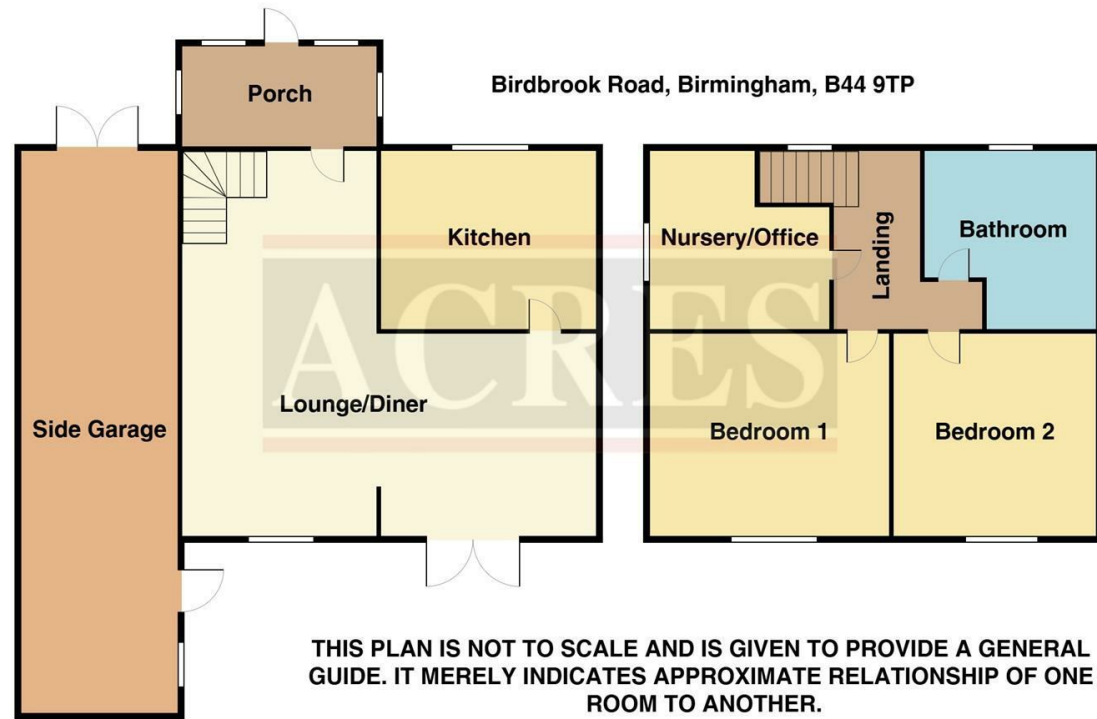 Birdbrook Road, Birmingham, B44 9TP
Porch
Kitchen
Nursery/Office
Landing
Bathroom
ACRES
Lounge/Diner
Side Garage
Bedroom 1
Bedroom 2
THIS PLAN IS NOT TO SCALE AND IS GIVEN TO PROVIDE A GENERAL
GUIDE. IT MERELY INDICATES APPROXIMATE RELATIONSHIP OF ONE
ROOM TO ANOTHER.